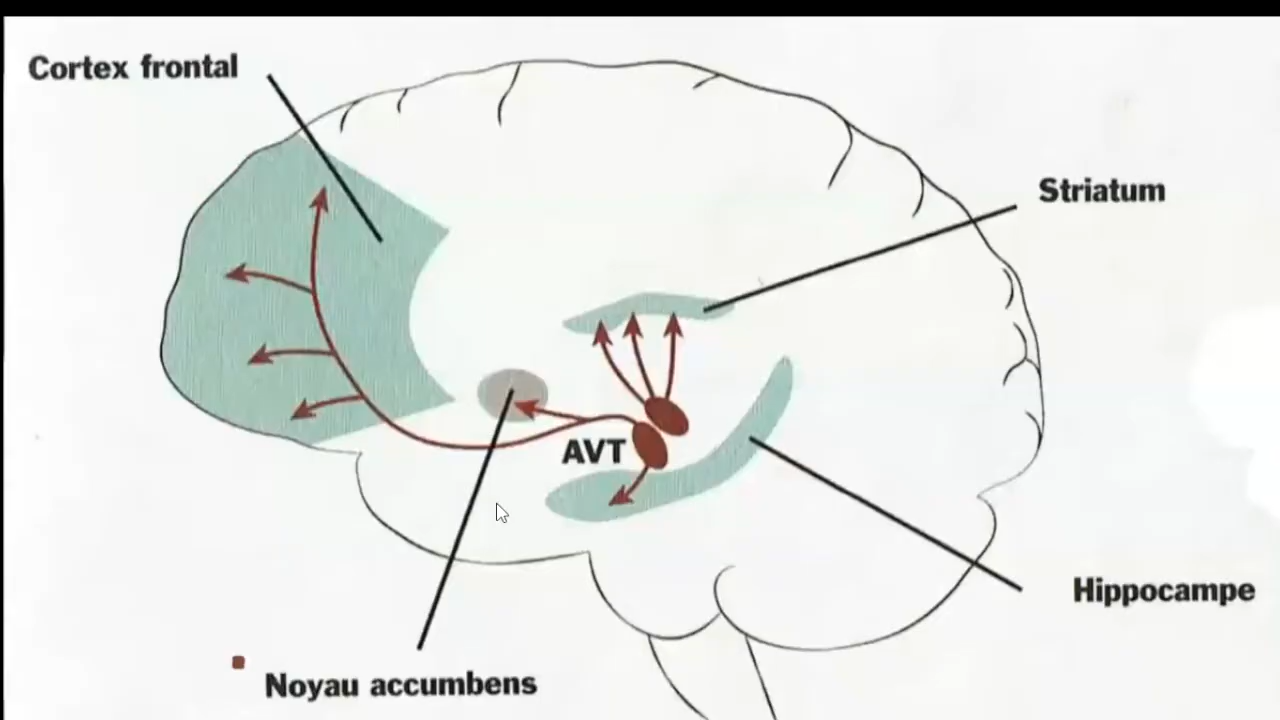 Cortex frontal
Striatum
AVT
Hippocampe
Noyau accumbens